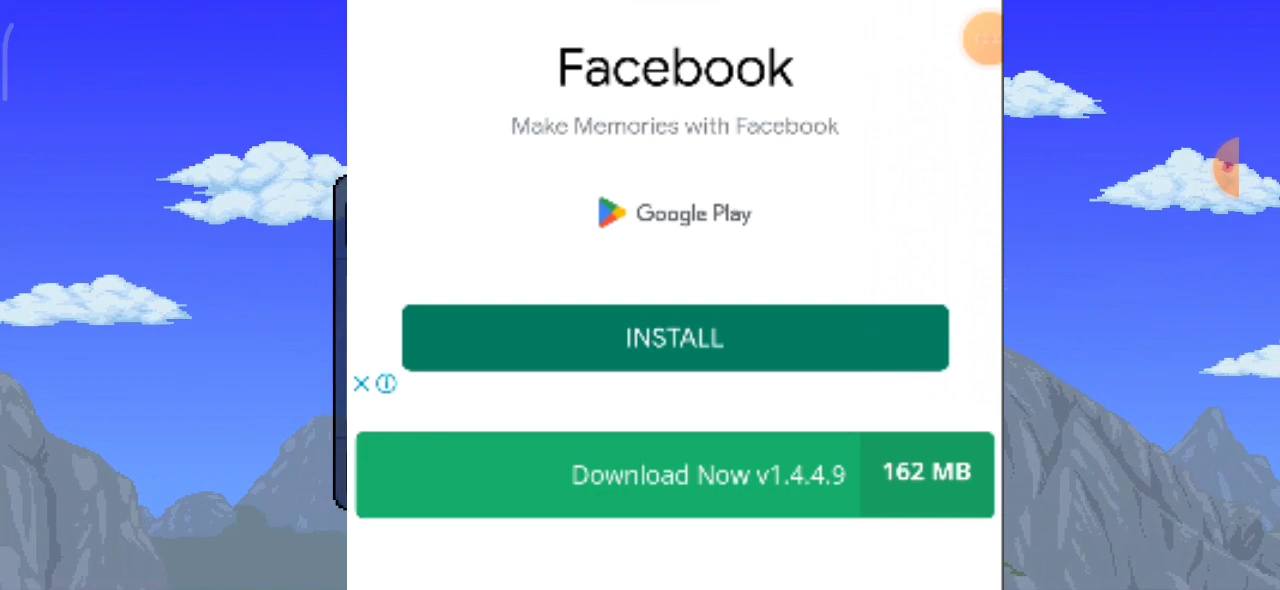 Facebook
Make Memories with Facebook
Google Play
INSTALL
Download Now v1.4.4.9
162 MB